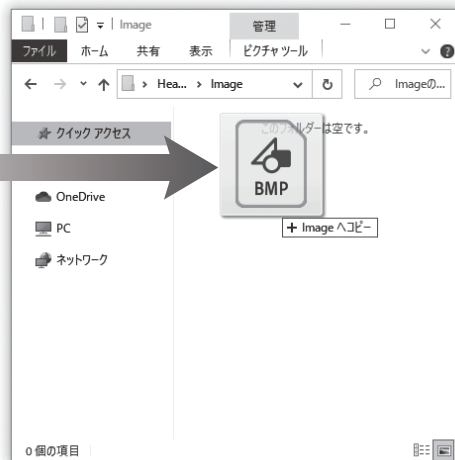 Image
管理
ファイル ホーム 共有 表示 ピクチャ ツール
Hea... › Image
Imageの...
クイック アクセス
このフォルダーは空です。
BMP
OneDrive
+ Image へコピー
PC
ネットワーク
0 個の項目